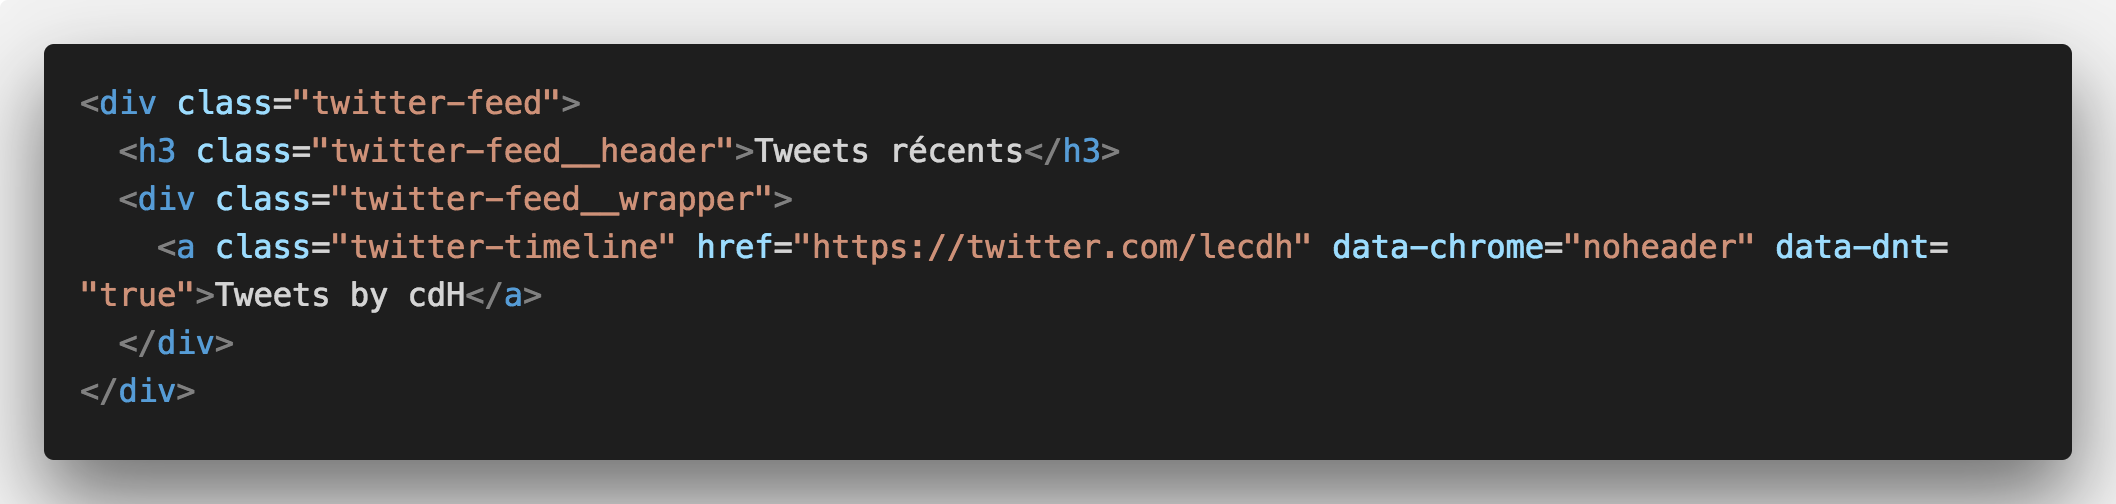 <div class="twitter-feed">
  <h3 class="twitter-feed__header">Tweets récents</h3>
  <div class="twitter-feed__wrapper">
    <a class="twitter-timeline" href="https://twitter.com/lecdh" data-chrome="noheader" data-dnt=
"true">Tweets by cdH</a>
  </div>
</div>